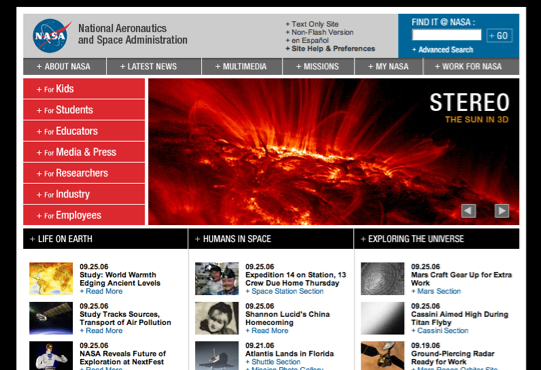 NASA
National Aeronautics
and Space Administration
+ Text Only Site
+ Non-Flash Version
+ en Español
+ Site Help & Preferences
FIND IT @ NASA :
+ GO
+ Advanced Search
+ ABOUT NASA
+ LATEST NEWS
+ MULTIMEDIA
+ MISSIONS
+ MY NASA
+ WORK FOR NASA
+ For Kids
+ For Students
+ For Educators
+ For Media & Press
+ For Researchers
+ For Industry
+ For Employees
STEREO
THE SUN IN 3D
+ LIFE ON EARTH
09.25.06
Study: World Warmth
Edging Ancient Levels
+ Read More
09.25.06
Study Tracks Sources,
Transport of Air Pollution
+ Read More
09.25.06
NASA Reveals Future of
Exploration at NextFest
+ Read More
+ HUMANS IN SPACE
09.25.06
Expedition 14 on Station, 13
Crew Due Home Thursday
+ Space Station Section
09.25.06
Shannon Lucid's China
Homecoming
+ Read More
09.21.06
Atlantis Lands in Florida
+ Shuttle Section
+ Mission Photo Gallery
+ EXPLORING THE UNIVERSE
09.25.06
Mars Craft Gear Up for Extra
Work
+ Mars Section
09.25.06
Cassini Aimed High During
Titan Flyby
+ Cassini Section
09.19.06
Ground-Piercing Radar
Ready for Work
+ Mars Recon Orbiter Site